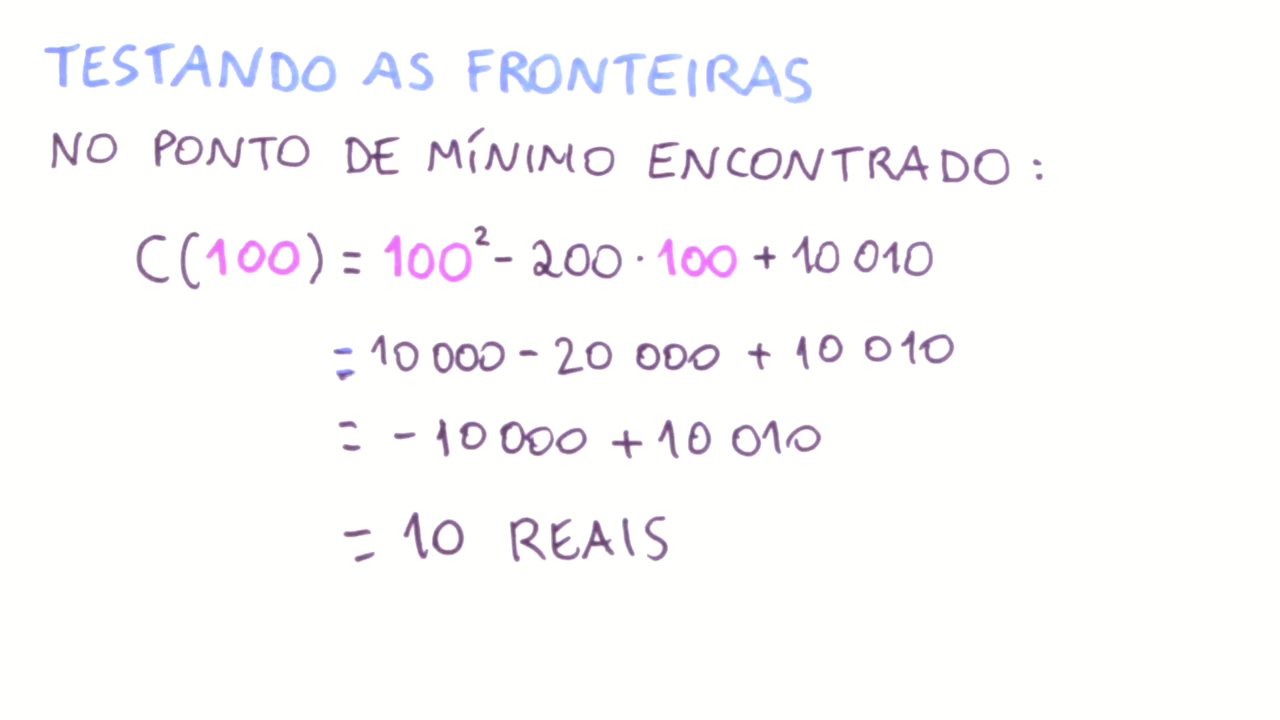 TESTANDO AS FRONTEIRAS
NO PONTO DE MÍNIMO ENCONTRADO:
C(100) = 100² - 200 · 100 + 10 010
= 10 000 - 20 000 + 10 010
= - 10 000 + 10 010
= 10 REAIS